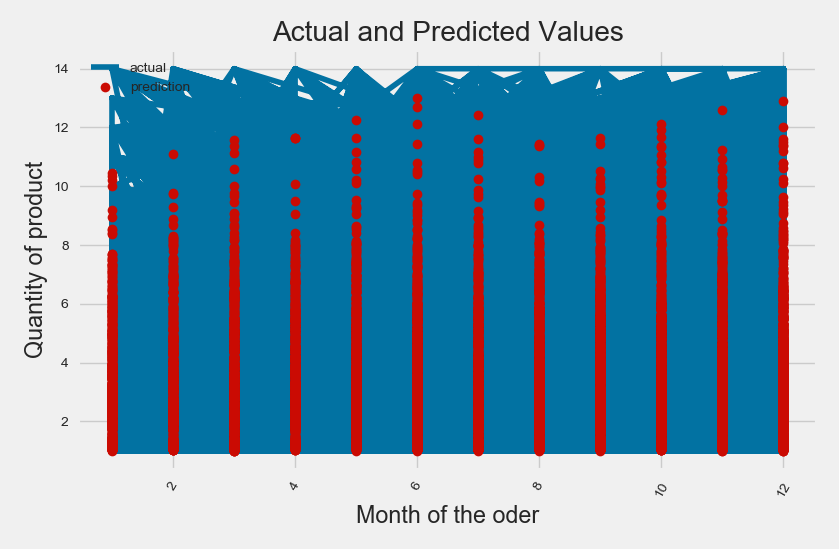 Actual and Predicted Values
actual
prediction
Quantity of product
14
12
10
8
6
4
2
2
4
6
8
10
12
Month of the oder